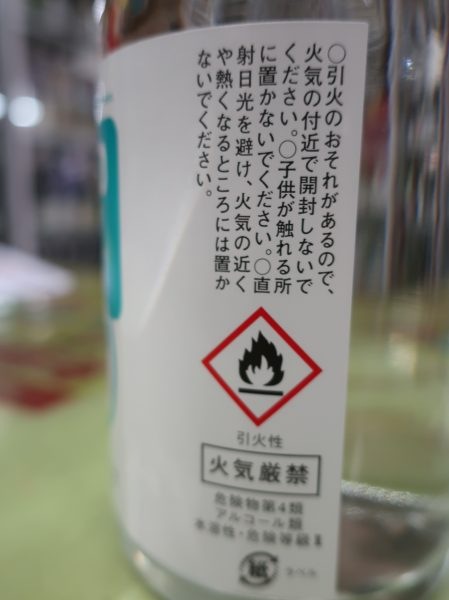 ○引火のおそれがあるので、
火気の付近で開封しないで
ください。○子供が触れる所
に置かないでください。○直
射日光を避け、火気の近く
や熱くなるところには置か
ないでください。
引火性
火気厳禁
危険物第4類
アルコール類
水溶性・危険等級Ⅱ
紙
ラベル